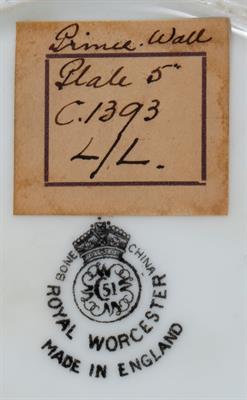 Prince. Wall
Plate 5"
C.1393
L/L.
BONE CHINA
51
ROYAL WORCESTER
MADE IN ENGLAND